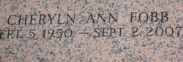 CHERYLN ANN FOBB
SEPT. 5, 1950 — SEPT. 2, 2007